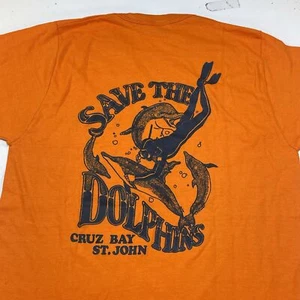 SAVE THE
DOLPHINS
CRUZ BAY
ST. JOHN